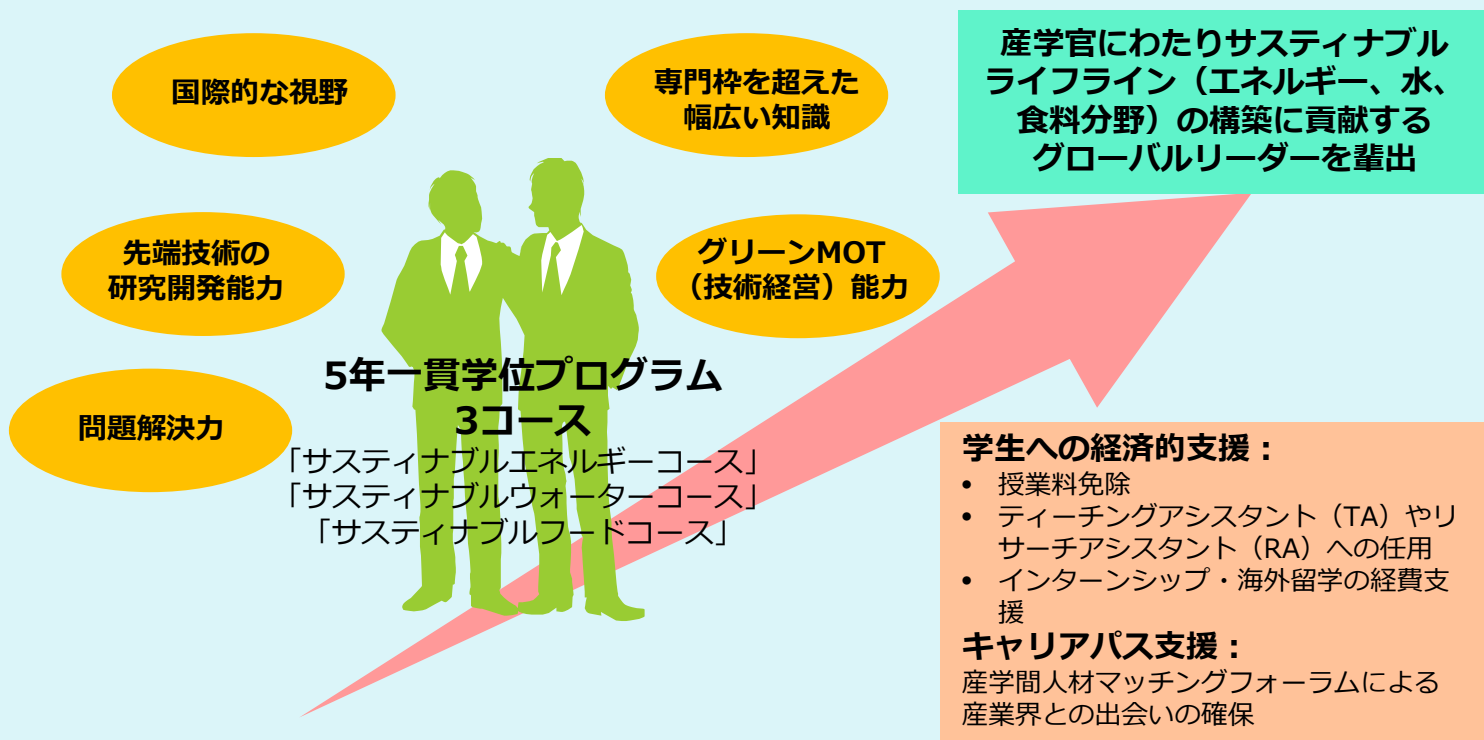 国際的な視野
専門枠を超えた
幅広い知識
産学官にわたりサスティナブル
ライフライン（エネルギー、水、
食料分野）の構築に貢献する
グローバルリーダーを輩出
先端技術の
研究開発能力
グリーンMOT
（技術経営）能力
問題解決力
5年一貫学位プログラム
3コース
「サスティナブルエネルギーコース」
「サスティナブルウォーターコース」
「サスティナブルフードコース」
学生への経済的支援：
• 授業料免除
• ティーチングアシスタント（TA）やリ
サーチアシスタント（RA）への任用
• インターンシップ・海外留学の経費支
援
キャリアパス支援：
産学間人材マッチングフォーラムによる
産業界との出会いの確保